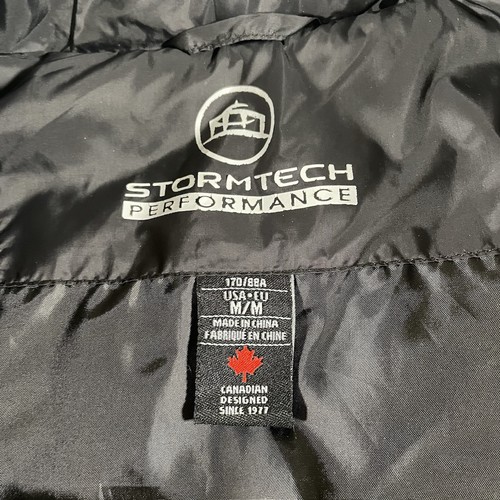 STORMTECH
PERFORMANCE
170/88A
USA•EU
M/M
MADE IN CHINA
FABRIQUÉ EN CHINE
CANADIAN
DESIGNED
SINCE 1977